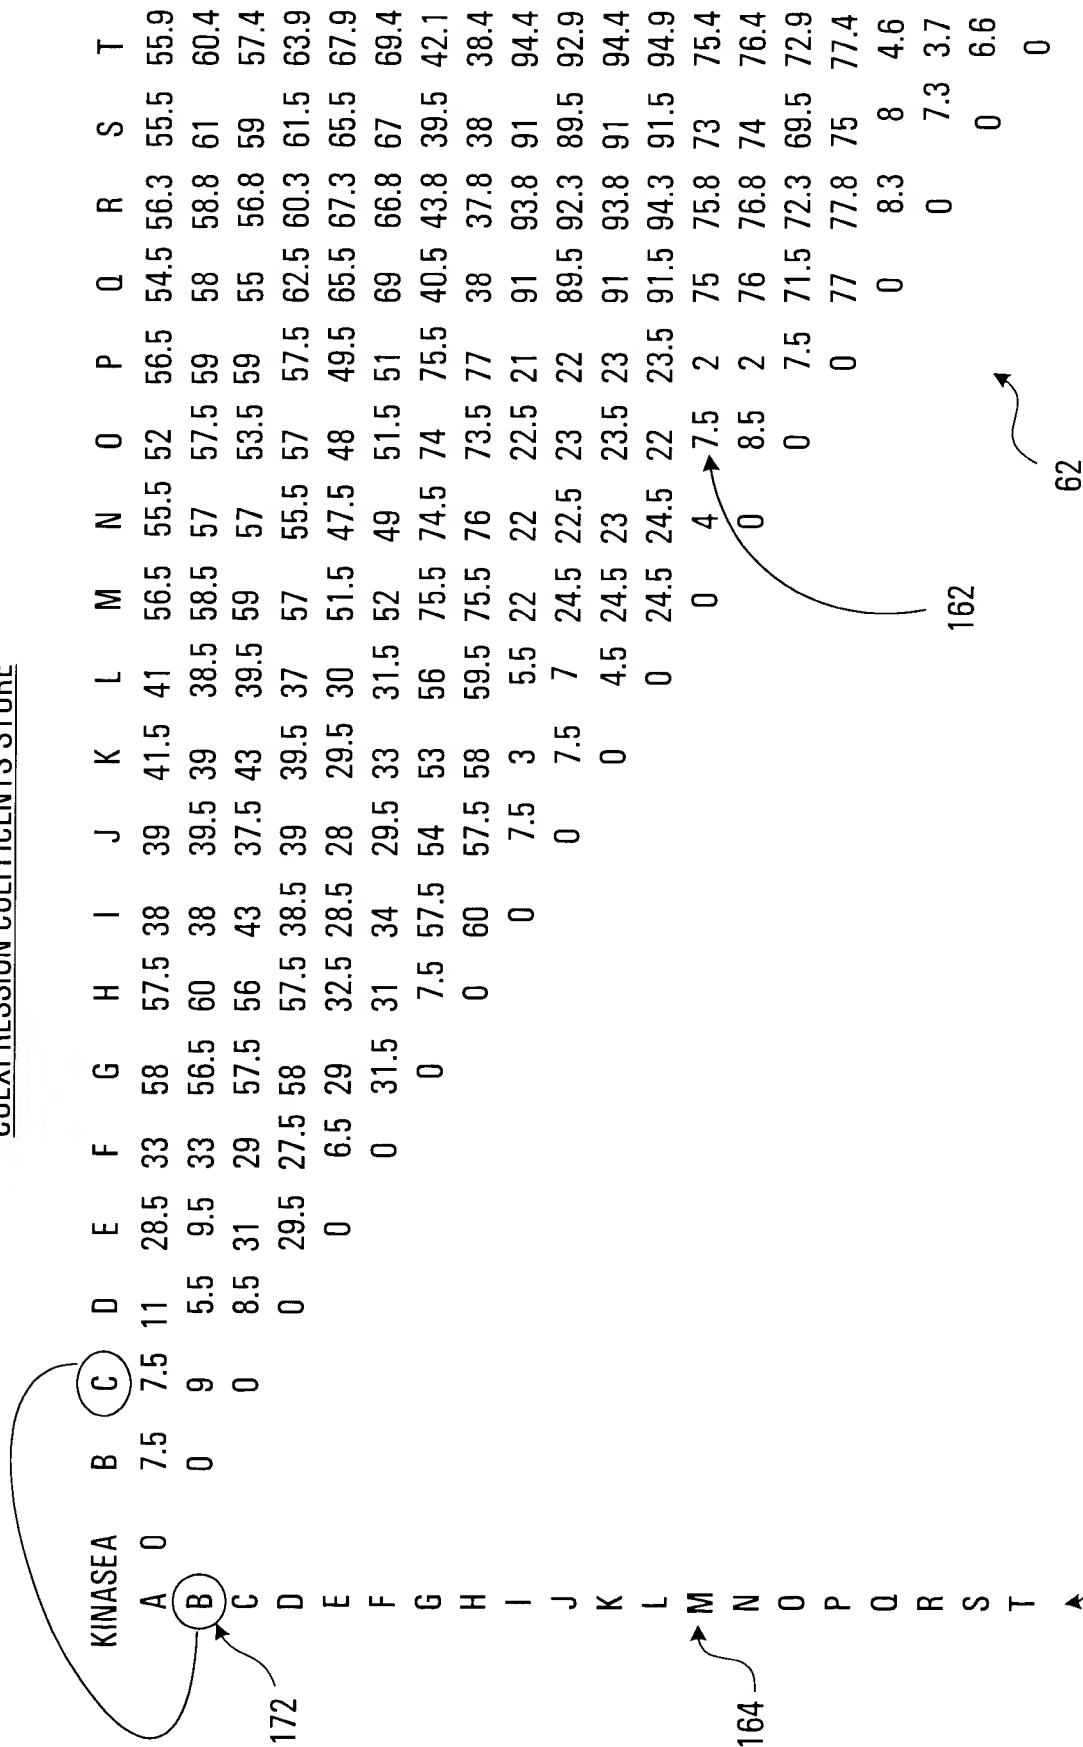 COEXPRESSION COEFFICIENTS STORE
KINASEA B C D E F G H I J K L M N O P Q R S T
A 0 7.5 7.5 11 28.5 33 58 57.5 38 39 41.5 41 56.5 55.5 52 56.5 54.5 56.3 55.5 55.9
B 0 9 5.5 9.5 33 56.5 60 38 39.5 39 38.5 58.5 57 57.5 59 58 58.8 61 60.4
C 0 8.5 31 29 57.5 56 43 37.5 43 39.5 59 57 53.5 59 55 56.8 59 57.4
D 0 29.5 27.5 58 57.5 38.5 39 39.5 37 57 55.5 57 57.5 62.5 60.3 61.5 63.9
E 0 6.5 29 32.5 28.5 28 29.5 30 51.5 47.5 48 49.5 65.5 67.3 65.5 67.9
F 0 31.5 31 34 29.5 33 31.5 52 49 51.5 51 69 66.8 67 69.4
G 0 7.5 57.5 54 53 56 75.5 74.5 74 75.5 40.5 43.8 39.5 42.1
H 0 60 57.5 58 59.5 75.5 76 73.5 77 38 37.8 38 38.4
I 0 7.5 3 5.5 22 22 22.5 21 91 93.8 91 94.4
J 0 7.5 7 24.5 22.5 23 22 89.5 92.3 89.5 92.9
K 0 4.5 24.5 23 23.5 23 91 93.8 91 94.4
L 0 24.5 24.5 22 23.5 91.5 94.3 91.5 94.9
M 0 4 7.5 2 75 75.8 73 75.4
N 0 8.5 2 76 76.8 74 76.4
O 0 7.5 71.5 72.3 69.5 72.9
P 0 77 77.8 75 77.4
Q 0 8.3 8 4.6
R 0 7.3 3.7
S 0 6.6
T 0
172
164
162
62